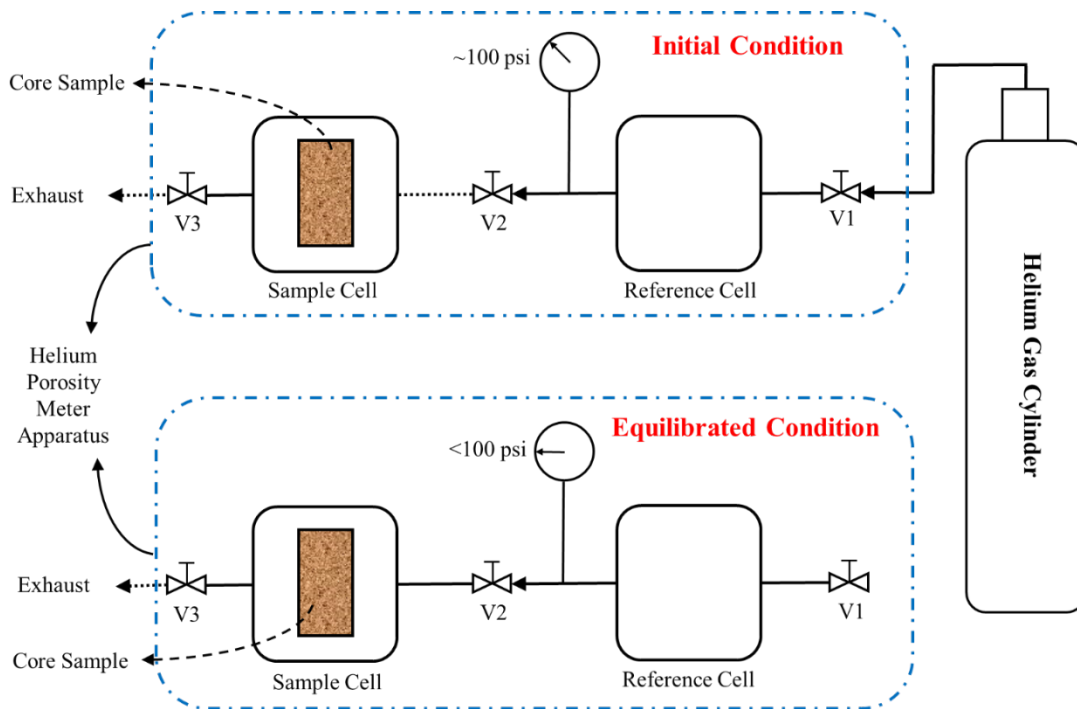 Initial Condition
~100 psi
Core Sample
Exhaust
V3
V2
V1
Sample Cell
Reference Cell
Helium Gas Cylinder
Helium
Porosity
Meter
Apparatus
Equilibrated Condition
<100 psi
Exhaust
V3
V2
V1
Core Sample
Sample Cell
Reference Cell